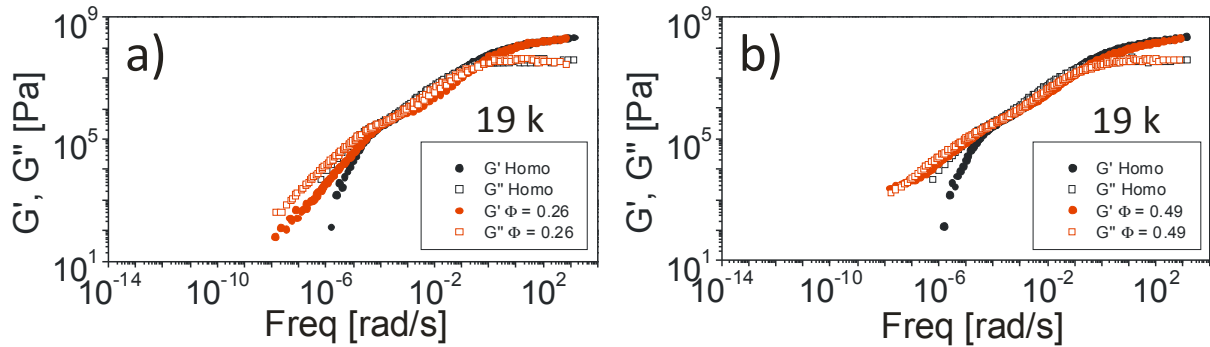 a)
G', G" [Pa]
10^9
10^5
10^1
19 k
G' Homo
G" Homo
G' Φ = 0.26
G" Φ = 0.26
10^-14 10^-10 10^-6 10^-2 10^2
Freq [rad/s]
b)
G', G" [Pa]
10^9
10^5
10^1
19 k
G' Homo
G" Homo
G' Φ = 0.49
G" Φ = 0.49
10^-14 10^-10 10^-6 10^-2 10^2
Freq [rad/s]